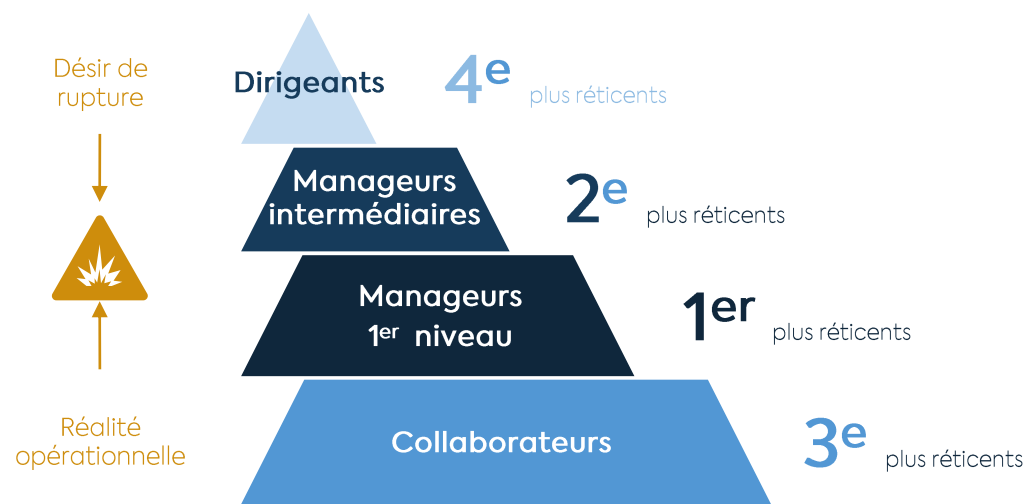 Désir de
rupture
Dirigeants
4e plus réticents
Manageurs
intermédiaires
2e plus réticents
Manageurs
1er niveau
1er plus réticents
Réalité
opérationnelle
Collaborateurs
3e plus réticents